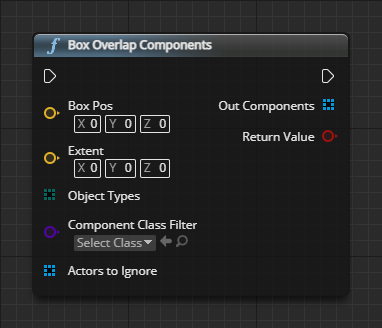 f Box Overlap Components
Box Pos Out Components
X 0 Y 0 Z 0
Return Value
Extent
X 0 Y 0 Z 0
Object Types
Component Class Filter
Select Class
Actors to Ignore